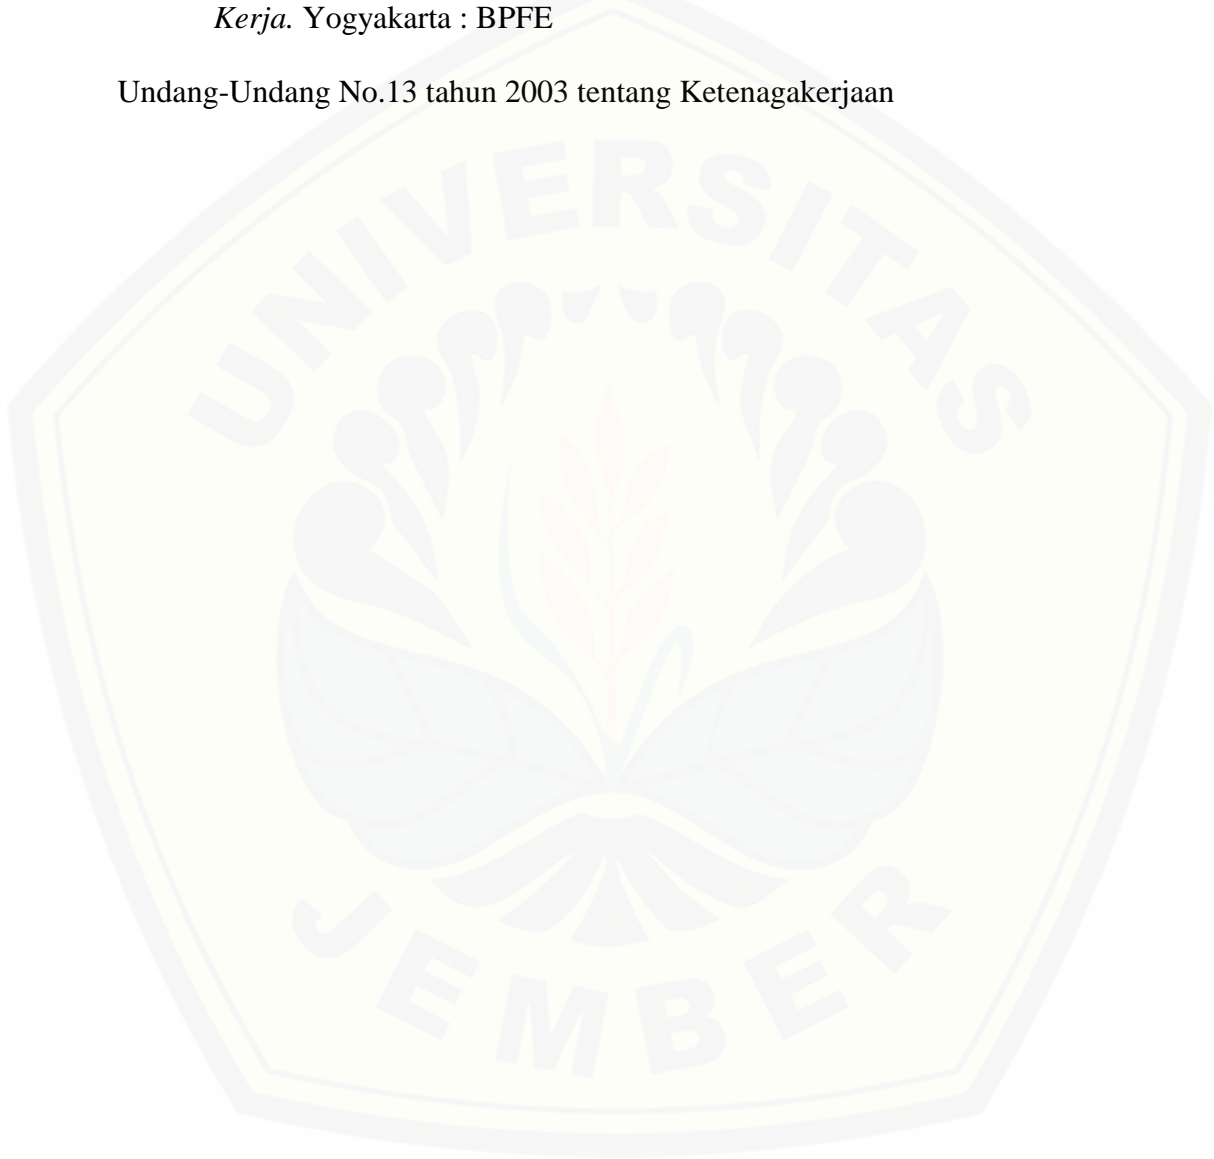 Kerja. Yogyakarta : BPFE
Undang-Undang No.13 tahun 2003 tentang Ketenagakerjaan
UNIVERSITAS
JEMBER